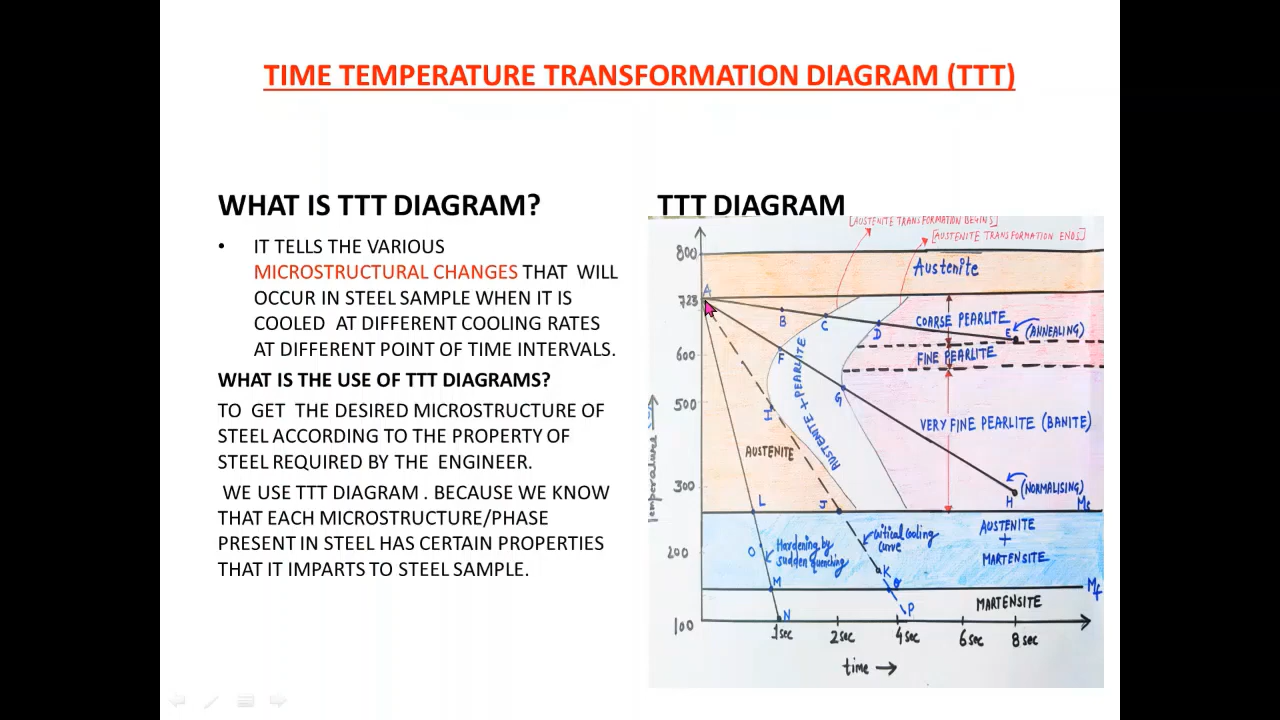 TIME TEMPERATURE TRANSFORMATION DIAGRAM (TTT)
WHAT IS TTT DIAGRAM?
• IT TELLS THE VARIOUS
MICROSTRUCTURAL CHANGES THAT WILL
OCCUR IN STEEL SAMPLE WHEN IT IS
COOLED AT DIFFERENT COOLING RATES
AT DIFFERENT POINT OF TIME INTERVALS.
WHAT IS THE USE OF TTT DIAGRAMS?
TO GET THE DESIRED MICROSTRUCTURE OF
STEEL ACCORDING TO THE PROPERTY OF
STEEL REQUIRED BY THE ENGINEER.
WE USE TTT DIAGRAM . BECAUSE WE KNOW
THAT EACH MICROSTRUCTURE/PHASE
PRESENT IN STEEL HAS CERTAIN PROPERTIES
THAT IT IMPARTS TO STEEL SAMPLE.
TTT DIAGRAM
[AUSTENITE TRANSFORMATION BEGINS]
[AUSTENITE TRANSFORMATION ENDS]
800
Austenite
A
723
B
C
D
COARSE PEARLITE
E
(ANNEALING)
600
F
FINE PEARLITE
AUSTENITE + PEARLITE
G
500
H
VERY FINE PEARLITE (BANITE)
AUSTENITE
Temperature
300
(NORMALISING)
H
L
J
Ms
AUSTENITE
+
MARTENSITE
critical cooling
curve
Hardening by
sudden quenching
200
O
K
M
Mf
MARTENSITE
N
P
100
1sec
2sec
4sec
6sec
8sec
time